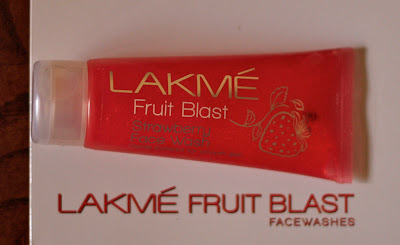 LAKMÉ
Fruit Blast
Strawberry
Face Wash
LAKMÉ FRUIT BLAST
FACEWASHES